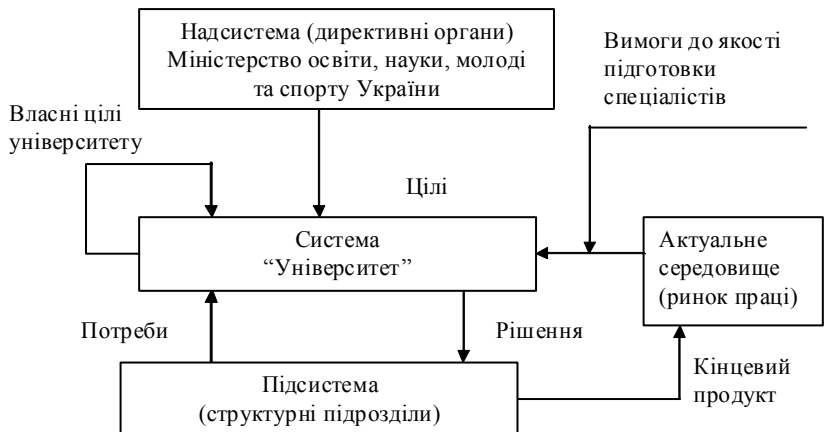 Надсистема (директивні органи)
Міністерство освіти, науки, молоді
та спорту України
Вимоги до якості
підготовки
спеціалістів
Власні цілі
університету
Цілі
Система
“Університет”
Актуальне
середовище
(ринок праці)
Потреби
Рішення
Підсистема
(структурні підрозділи)
Кінцевий
продукт